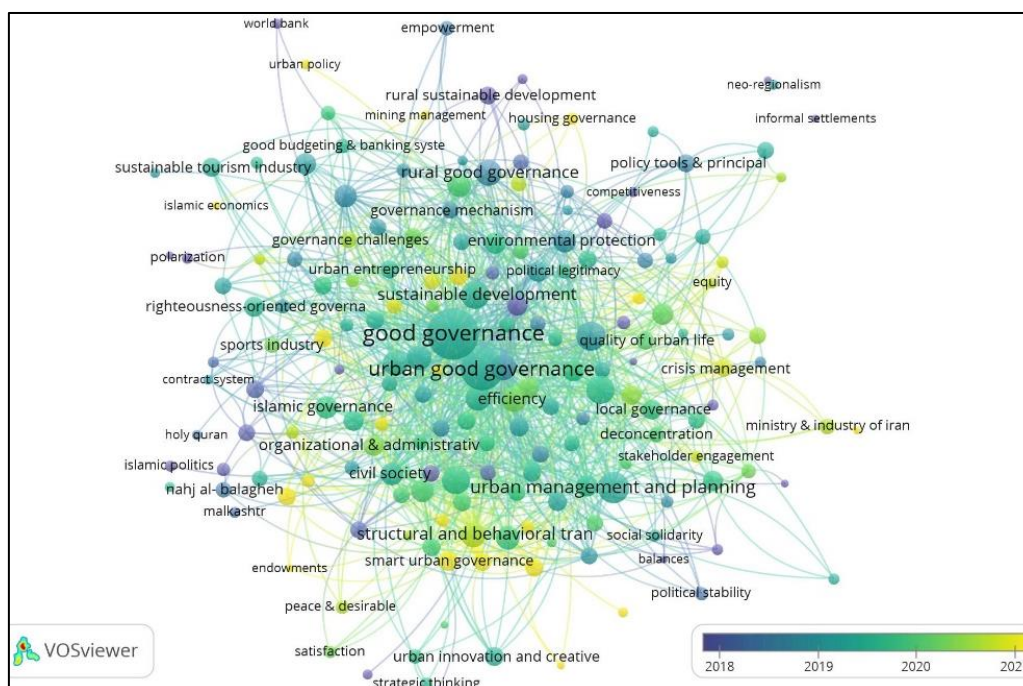 world bank
empowerment
urban policy
neo-regionalism
rural sustainable development
mining management
housing governance
informal settlements
good budgeting & banking syste
sustainable tourism industry
rural good governance
policy tools & principal
competitiveness
islamic economics
governance mechanism
governance challenges
environmental protection
polarization
urban entrepreneurship
political legitimacy
equity
sustainable development
righteousness-oriented governa
good governance
sports industry
quality of urban life
urban good governance
crisis management
contract system
efficiency
islamic governance
local governance
ministry & industry of iran
holy quran
deconcentration
organizational & administrativ
stakeholder engagement
islamic politics
civil society
nahj al- balagheh
urban management and planning
malkashtr
structural and behavioral tran
social solidarity
smart urban governance
balances
endowments
political stability
peace & desirable
satisfaction
urban innovation and creative
strategic thinking
VOSviewer
2018
2019
2020